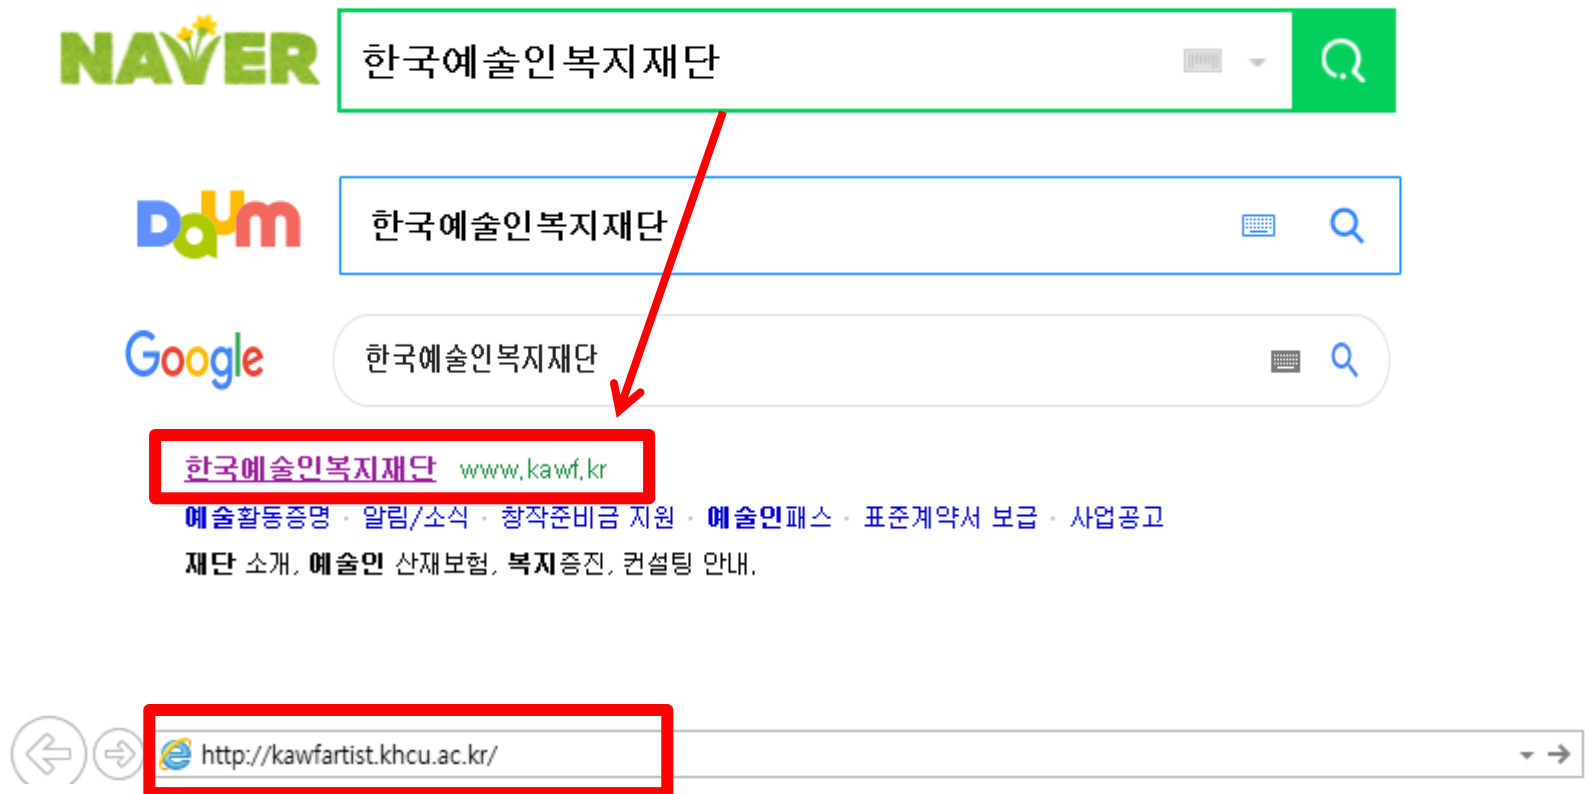 NAVER 한국예술인복지재단
Daum 한국예술인복지재단
Google 한국예술인복지재단
한국예술인복지재단 www.kawf.kr
예술활동증명 · 알림/소식 · 창작준비금 지원 · 예술인패스 · 표준계약서 보급 · 사업공고
재단 소개, 예술인 산재보험, 복지증진, 컨설팅 안내.
http://kawfartist.khcu.ac.kr/